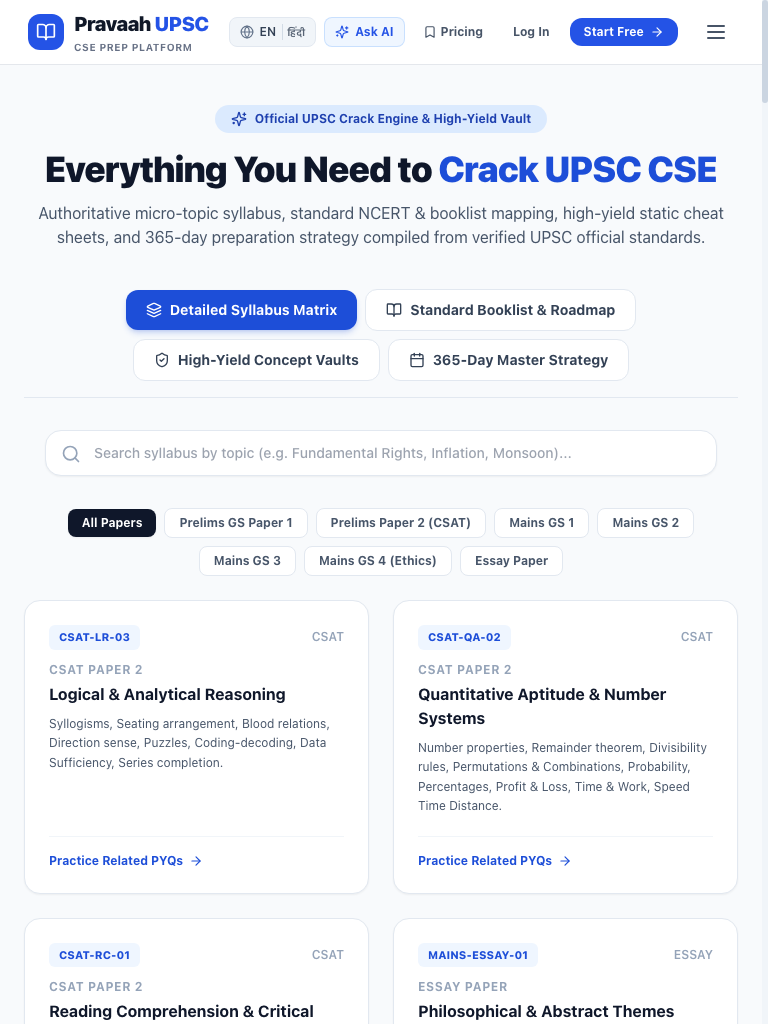 Pravaah UPSC
CSE PREP PLATFORM
EN हिंदी
Ask AI
Pricing
Log In
Start Free
Official UPSC Crack Engine & High-Yield Vault
Everything You Need to Crack UPSC CSE
Authoritative micro-topic syllabus, standard NCERT & booklist mapping, high-yield static cheat
sheets, and 365-day preparation strategy compiled from verified UPSC official standards.
Detailed Syllabus Matrix
Standard Booklist & Roadmap
High-Yield Concept Vaults
365-Day Master Strategy
Search syllabus by topic (e.g. Fundamental Rights, Inflation, Monsoon)...
All Papers
Prelims GS Paper 1
Prelims Paper 2 (CSAT)
Mains GS 1
Mains GS 2
Mains GS 3
Mains GS 4 (Ethics)
Essay Paper
CSAT-LR-03
CSAT
CSAT PAPER 2
Logical & Analytical Reasoning
Syllogisms, Seating arrangement, Blood relations,
Direction sense, Puzzles, Coding-decoding, Data
Sufficiency, Series completion.
Practice Related PYQs
CSAT-QA-02
CSAT
CSAT PAPER 2
Quantitative Aptitude & Number
Systems
Number properties, Remainder theorem, Divisibility
rules, Permutations & Combinations, Probability,
Percentages, Profit & Loss, Time & Work, Speed
Time Distance.
Practice Related PYQs
CSAT-RC-01
CSAT
CSAT PAPER 2
Reading Comprehension & Critical
MAINS-ESSAY-01
ESSAY
ESSAY PAPER
Philosophical & Abstract Themes